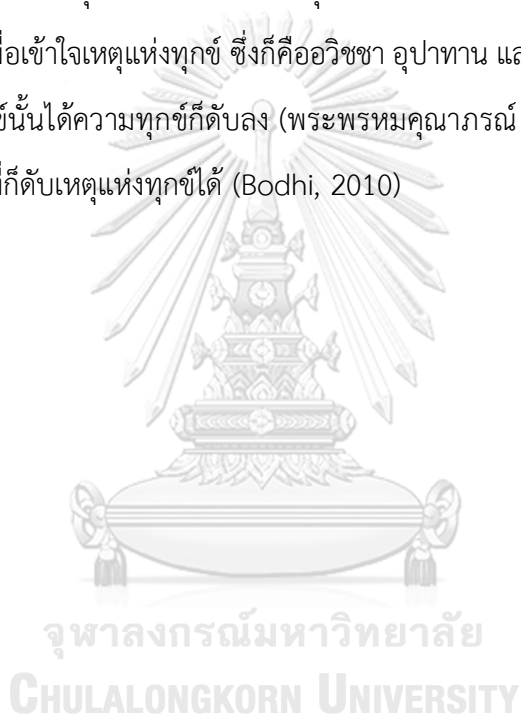 ื่อเข้าใจเหตุแห่งทุกข์ ซึ่งก็คืออวิชชา อุปาทาน แล
ข์นั้นได้ความทุกข์ก็ดับลง (พระพรหมคุณาภรณ์
ก็ดับเหตุแห่งทุกข์ได้ (Bodhi, 2010)
จุฬาลงกรณ์มหาวิทยาลัย
CHULALONGKORN UNIVERSITY